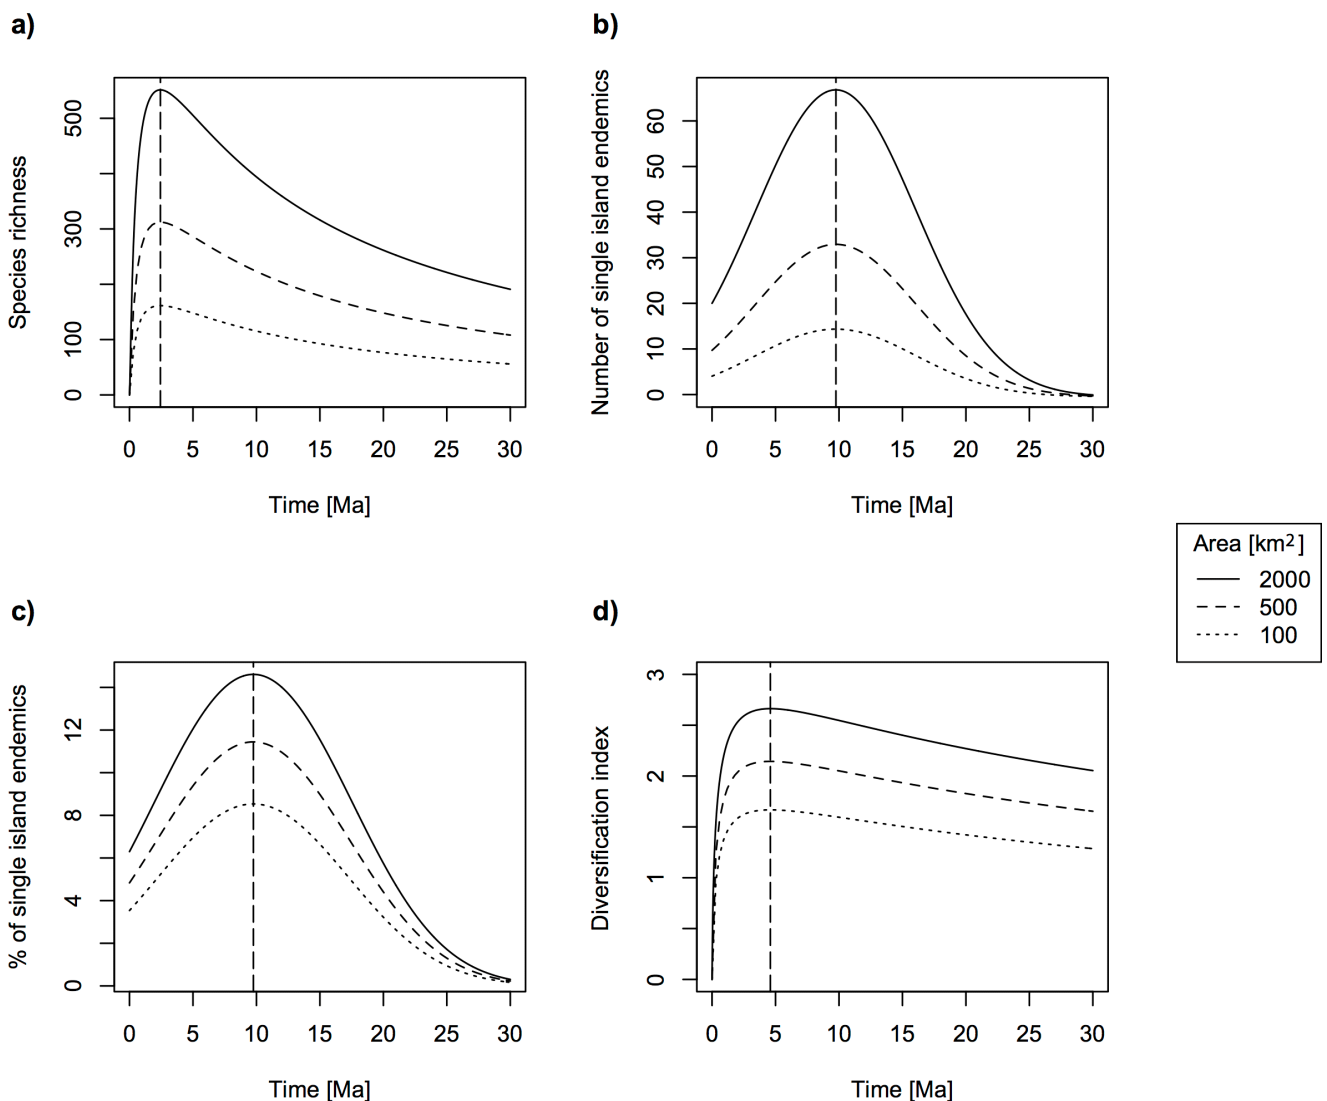 a)
Species richness
500
300
100
0
0 5 10 15 20 25 30
Time [Ma]
b)
Number of single island endemics
60
50
40
30
20
10
0
0 5 10 15 20 25 30
Time [Ma]
Area [km²]
2000
500
100
c)
% of single island endemics
12
8
4
0
0 5 10 15 20 25 30
Time [Ma]
d)
Diversification index
3
2
1
0
0 5 10 15 20 25 30
Time [Ma]